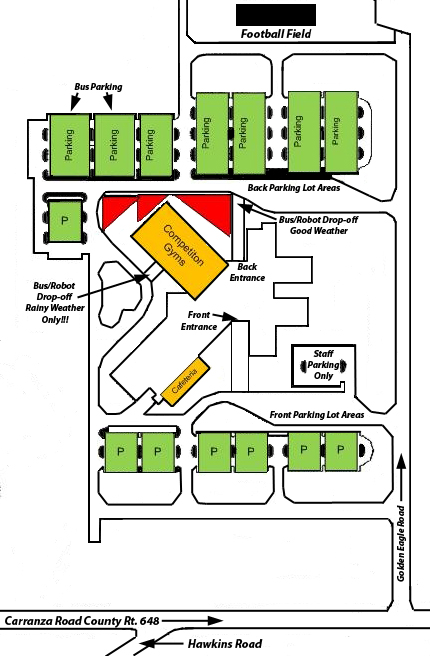 Football Field
Bus Parking
Parking
Parking
Parking
Parking
Parking
Parking
Parking
Back Parking Lot Areas
P
Bus/Robot Drop-off
Good Weather
Competiton
Gyms
Back
Entrance
Bus/Robot
Drop-off
Rainy Weather
Only!!!
Front
Entrance
Staff
Parking
Only
Cafeteria
Front Parking Lot Areas
P
P
P
P
P
P
Golden Eagle Road
Carranza Road County Rt. 648
Hawkins Road